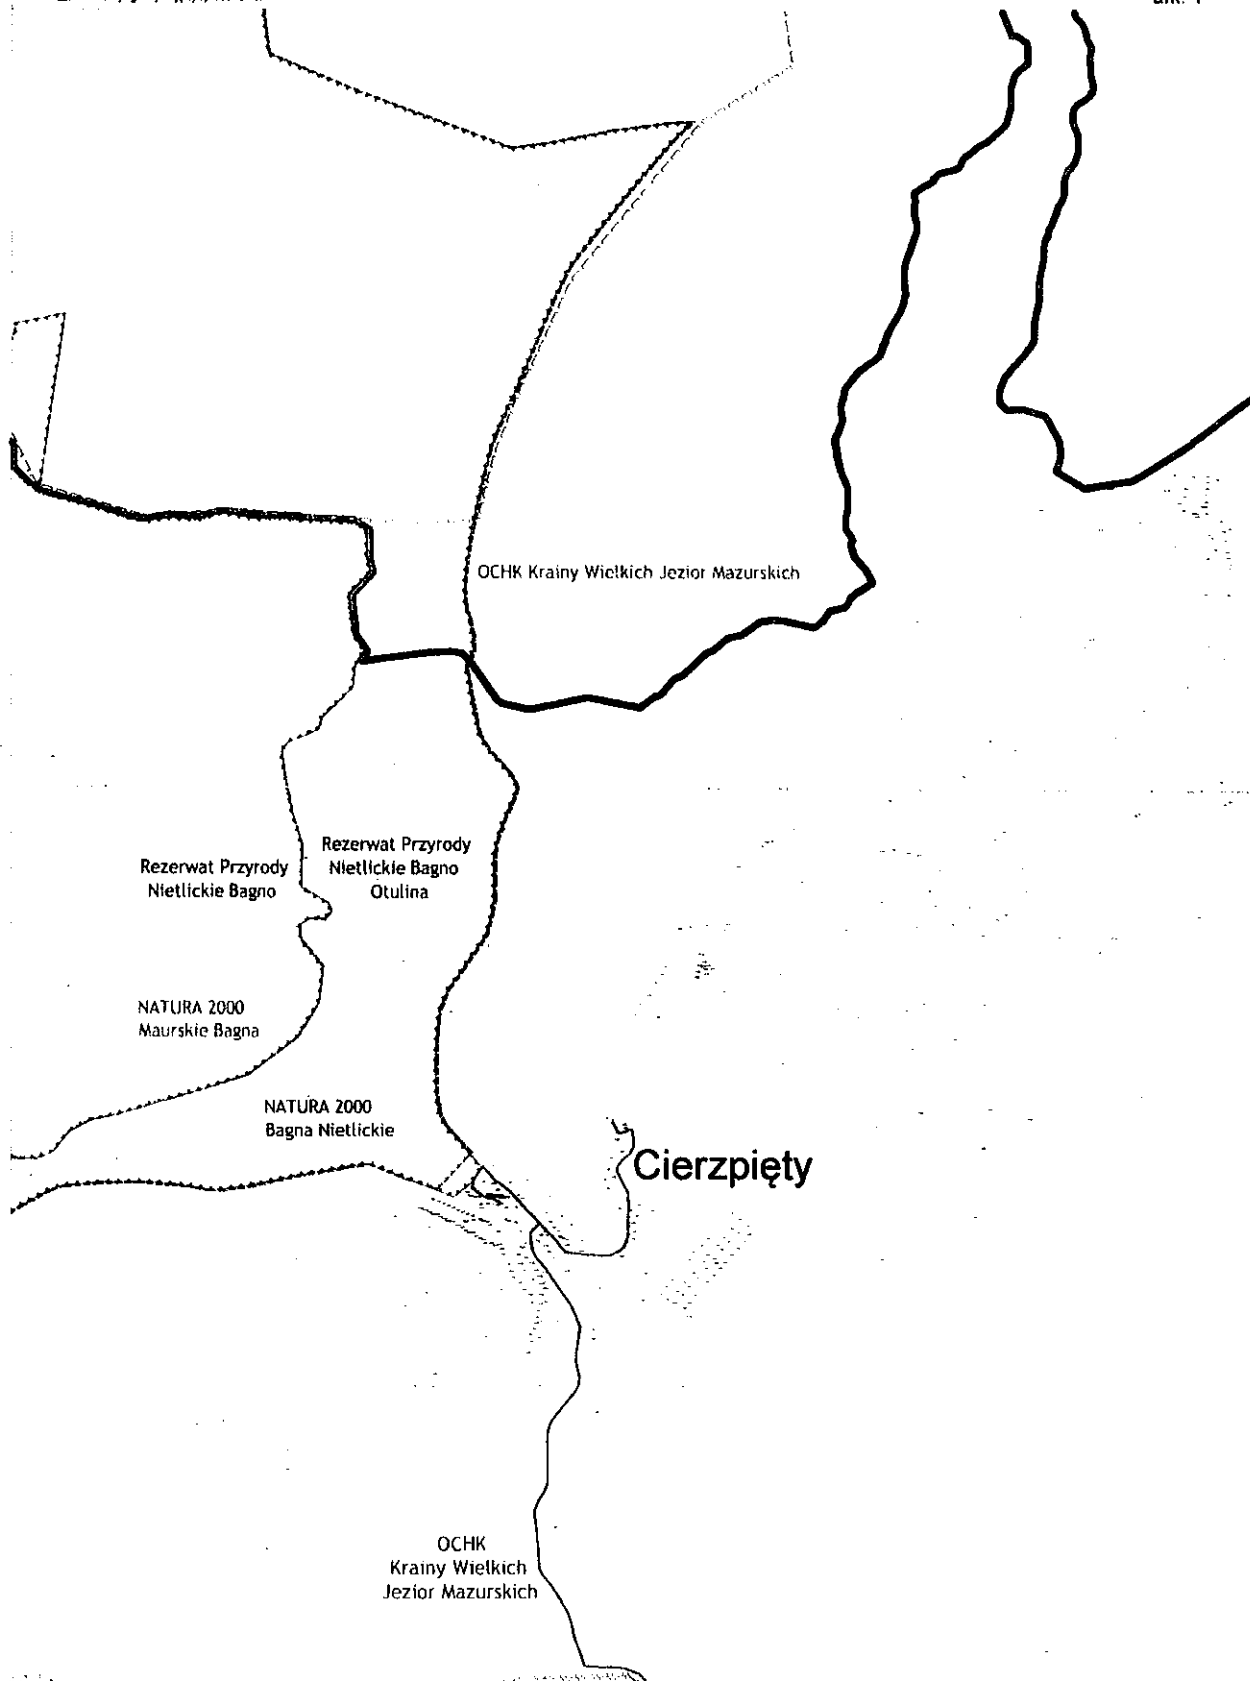 OCHK Krainy Wielkich Jezior Mazurskich
Rezerwat Przyrody
Nietlickie Bagno
Rezerwat Przyrody
Nietlickie Bagno
Otulina
NATURA 2000
Maurskie Bagna
NATURA 2000
Bagna Nietlickie
Cierzpięty
OCHK
Krainy Wielkich
Jezior Mazurskich